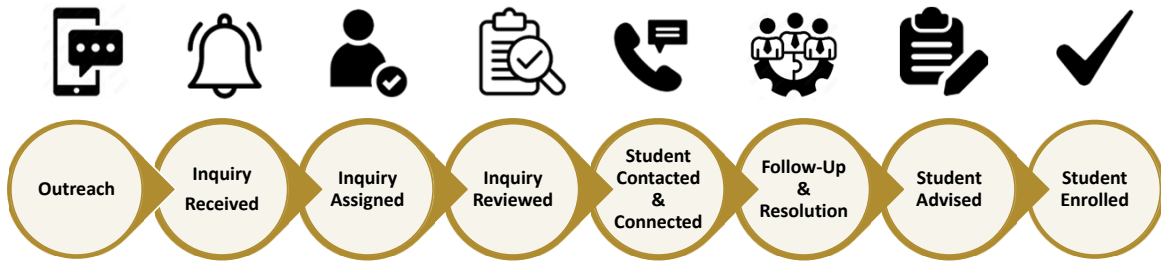 Outreach
Inquiry
Received
Inquiry
Assigned
Inquiry
Reviewed
Student
Contacted
&
Connected
Follow-Up
&
Resolution
Student
Advised
Student
Enrolled